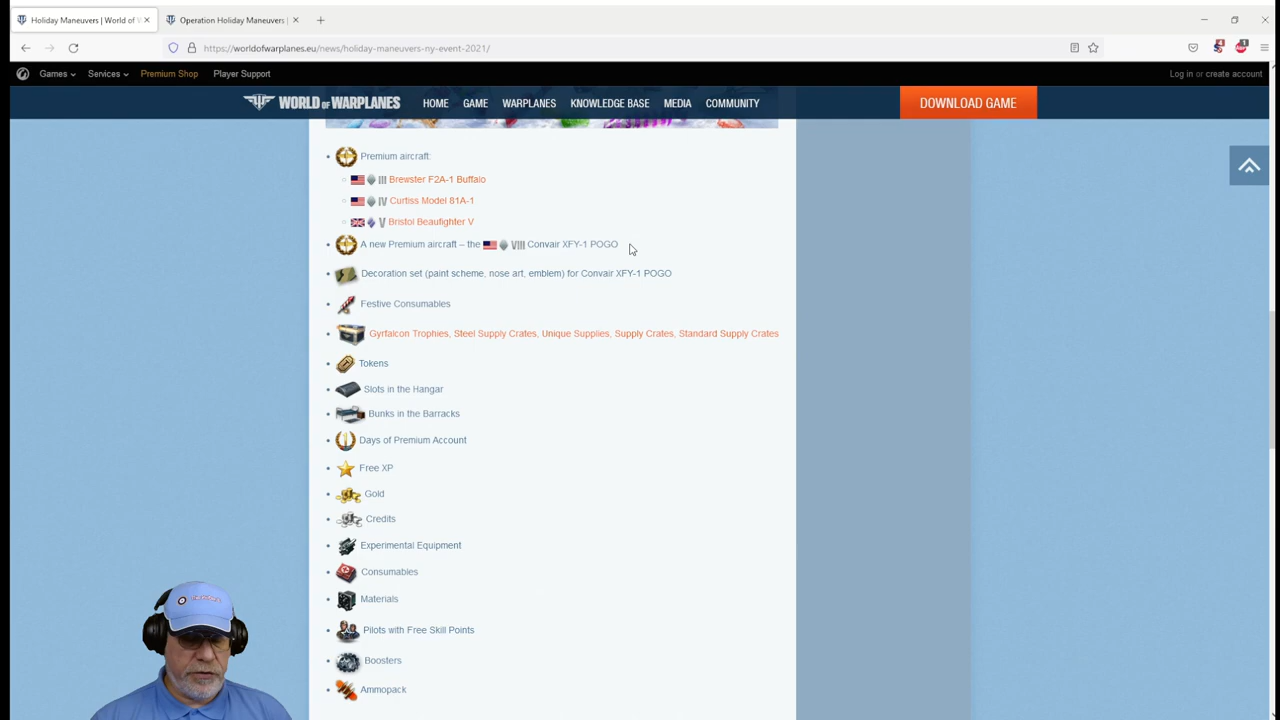 Holiday Maneuvers | World of W
Operation Holiday Maneuvers |
https://worldofwarplanes.eu/news/holiday-maneuvers-ny-event-2021/
4
1
Games
Services
Premium Shop
Player Support
Log in or create account
WORLD OF WARPLANES
HOME
GAME
WARPLANES
KNOWLEDGE BASE
MEDIA
COMMUNITY
DOWNLOAD GAME
Premium aircraft:
III Brewster F2A-1 Buffalo
IV Curtiss Model 81A-1
V Bristol Beaufighter V
A new Premium aircraft – the VIII Convair XFY-1 POGO
Decoration set (paint scheme, nose art, emblem) for Convair XFY-1 POGO
Festive Consumables
Gyrfalcon Trophies, Steel Supply Crates, Unique Supplies, Supply Crates, Standard Supply Crates
Tokens
Slots in the Hangar
Bunks in the Barracks
Days of Premium Account
Free XP
Gold
Credits
Experimental Equipment
Consumables
Materials
Pilots with Free Skill Points
Boosters
Ammopack